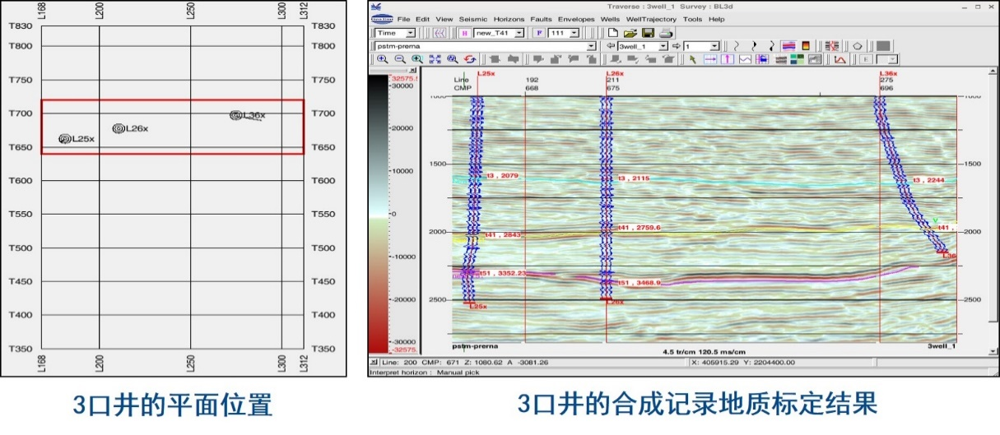 L168
L200
L250
L300
L312
T830
T830
T800
T800
T750
T750
T700
T700
T650
T650
T600
T600
T550
T550
T500
T500
T450
T450
T400
T400
T350
T350
L36x
L26x
L25x
L168
L200
L250
L300
L312
3口井的平面位置
Traverse : 3well_1 Survey : BL3d
File Edit View Seismic Horizons Faults Envelopes Wells WellTrajectory Tools Help
Time H new_T41 F 111
pstm-prerna 3well_1 1
32575.
30000
20000
10000
0
-10000
-20000
-30000
-32575.
L25x L26x L36x
Line 192 211 275
CMP 668 675 696
1000 1000
1500 1500
t3 , 2079 t3 , 2115 t3 , 2244
2000 2000
t41 , 2843 t41 , 2759.6 t41 ,
t51 , 3352.23 t51 , 3468.9 L36
2500 2500
L25x L26x
pstm-prerna 3well_1
4.5 tr/cm 120.5 ms/cm
Line: 200 CMP: 671 Z: 1080.62 A -3081.26 X: 405915.29 Y: 2204400.00
Interpret horizon : Manual pick
3口井的合成记录地质标定结果